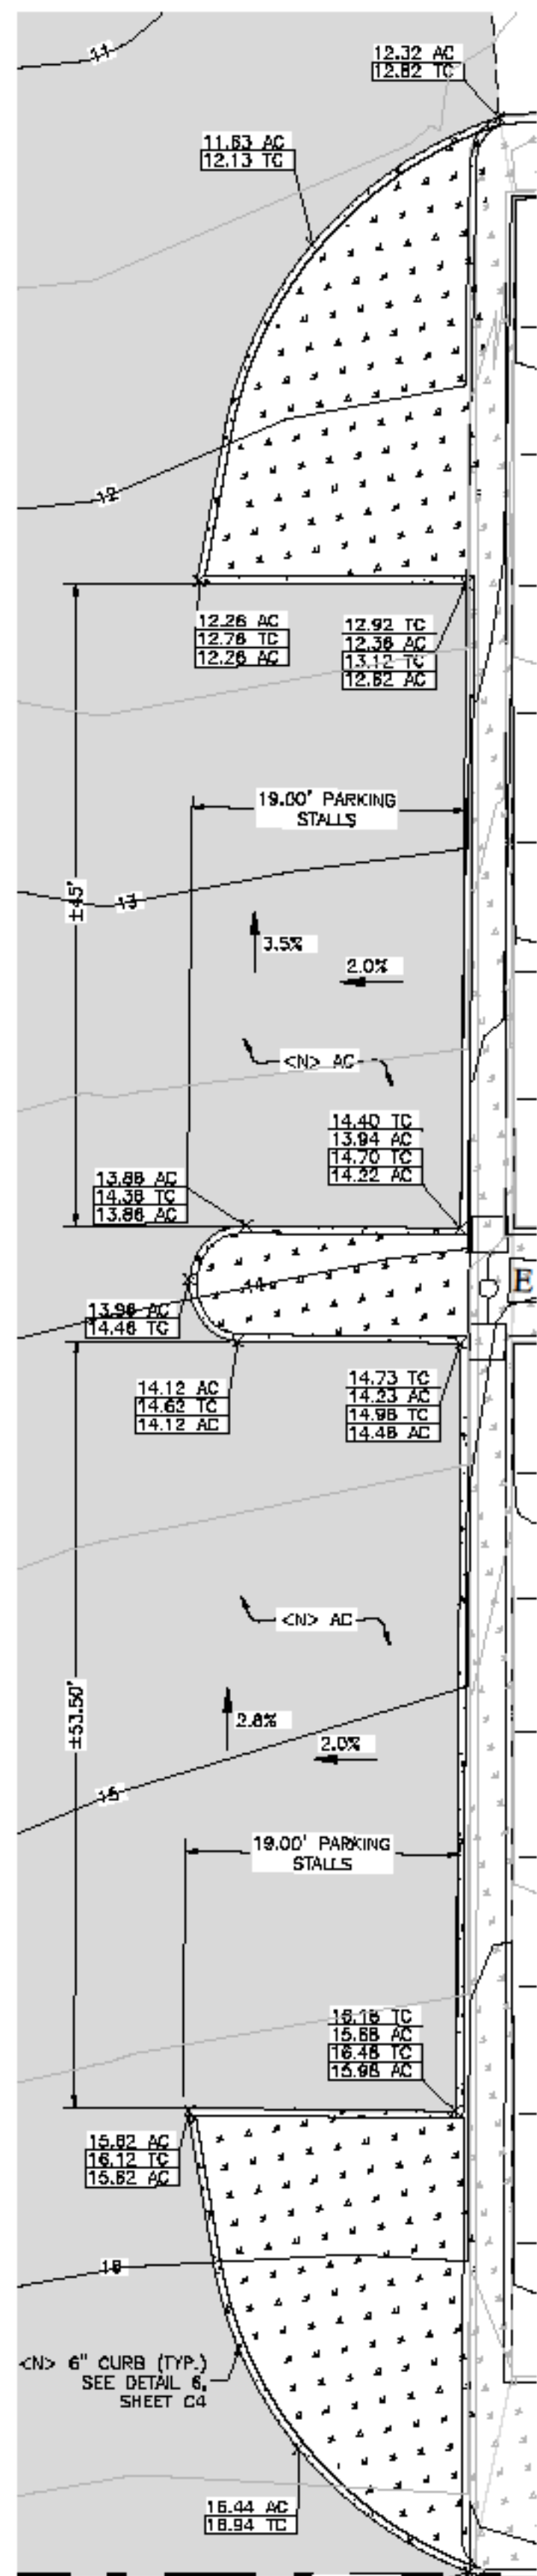 11
12.32 AC
12.82 TC
11.63 AC
12.13 TC
12
12.26 AC
12.76 TC
12.26 AC
12.92 TC
12.36 AC
13.12 TC
12.62 AC
19.00' PARKING
STALLS
±45'
13
3.5%
2.0%
<N> AC
14.40 TC
13.94 AC
14.70 TC
14.22 AC
13.88 AC
14.38 TC
13.86 AC
14
E
13.98 AC
14.48 TC
14.12 AC
14.62 TC
14.12 AC
14.73 TC
14.23 AC
14.98 TC
14.48 AC
<N> AC
±53.50'
2.8%
2.0%
15
19.00' PARKING
STALLS
16.18 TC
15.68 AC
16.48 TC
15.98 AC
15.62 AC
16.12 TC
15.62 AC
16
<N> 6" CURB (TYP.)
SEE DETAIL 6,
SHEET C4
16.44 AC
16.94 TC